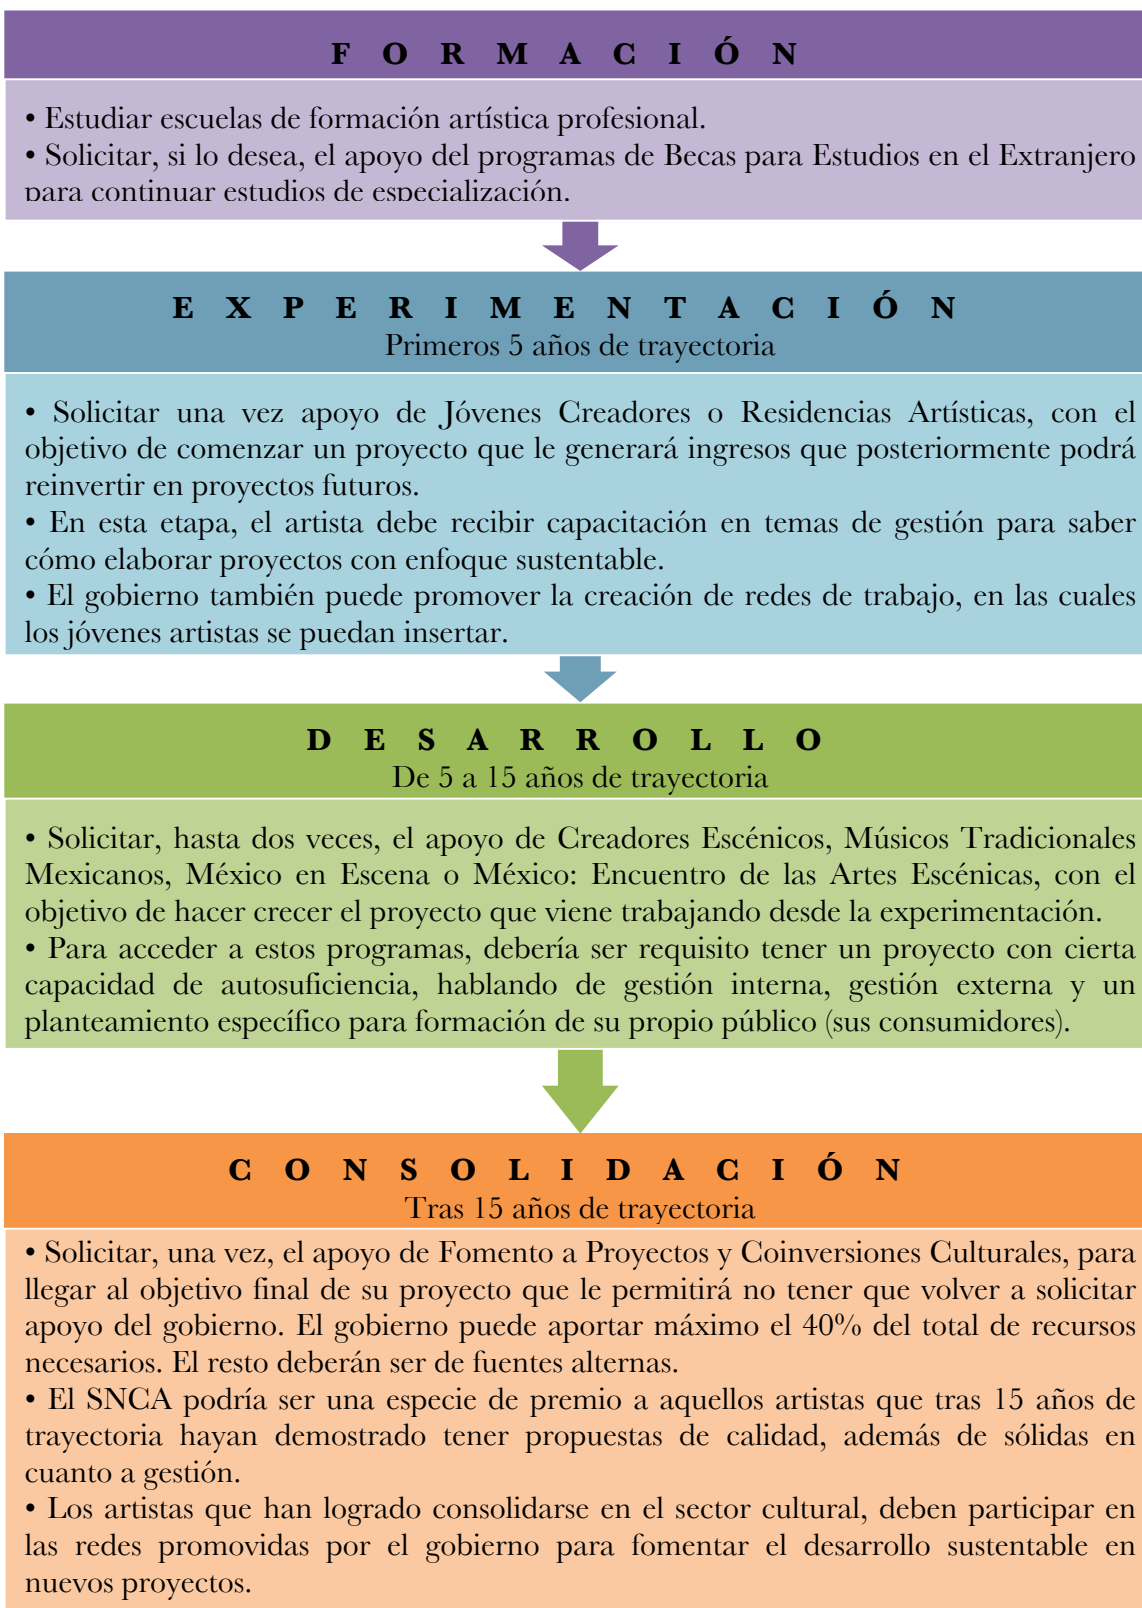 FORMACIÓN
• Estudiar escuelas de formación artística profesional.
• Solicitar, si lo desea, el apoyo del programas de Becas para Estudios en el Extranjero
para continuar estudios de especialización.
EXPERIMENTACIÓN
Primeros 5 años de trayectoria
• Solicitar una vez apoyo de Jóvenes Creadores o Residencias Artísticas, con el
objetivo de comenzar un proyecto que le generará ingresos que posteriormente podrá
reinvertir en proyectos futuros.
• En esta etapa, el artista debe recibir capacitación en temas de gestión para saber
cómo elaborar proyectos con enfoque sustentable.
• El gobierno también puede promover la creación de redes de trabajo, en las cuales
los jóvenes artistas se puedan insertar.
DESARROLLO
De 5 a 15 años de trayectoria
• Solicitar, hasta dos veces, el apoyo de Creadores Escénicos, Músicos Tradicionales
Mexicanos, México en Escena o México: Encuentro de las Artes Escénicas, con el
objetivo de hacer crecer el proyecto que viene trabajando desde la experimentación.
• Para acceder a estos programas, debería ser requisito tener un proyecto con cierta
capacidad de autosuficiencia, hablando de gestión interna, gestión externa y un
planteamiento específico para formación de su propio público (sus consumidores).
CONSOLIDACIÓN
Tras 15 años de trayectoria
• Solicitar, una vez, el apoyo de Fomento a Proyectos y Coinversiones Culturales, para
llegar al objetivo final de su proyecto que le permitirá no tener que volver a solicitar
apoyo del gobierno. El gobierno puede aportar máximo el 40% del total de recursos
necesarios. El resto deberán ser de fuentes alternas.
• El SNCA podría ser una especie de premio a aquellos artistas que tras 15 años de
trayectoria hayan demostrado tener propuestas de calidad, además de sólidas en
cuanto a gestión.
• Los artistas que han logrado consolidarse en el sector cultural, deben participar en
las redes promovidas por el gobierno para fomentar el desarrollo sustentable en
nuevos proyectos.